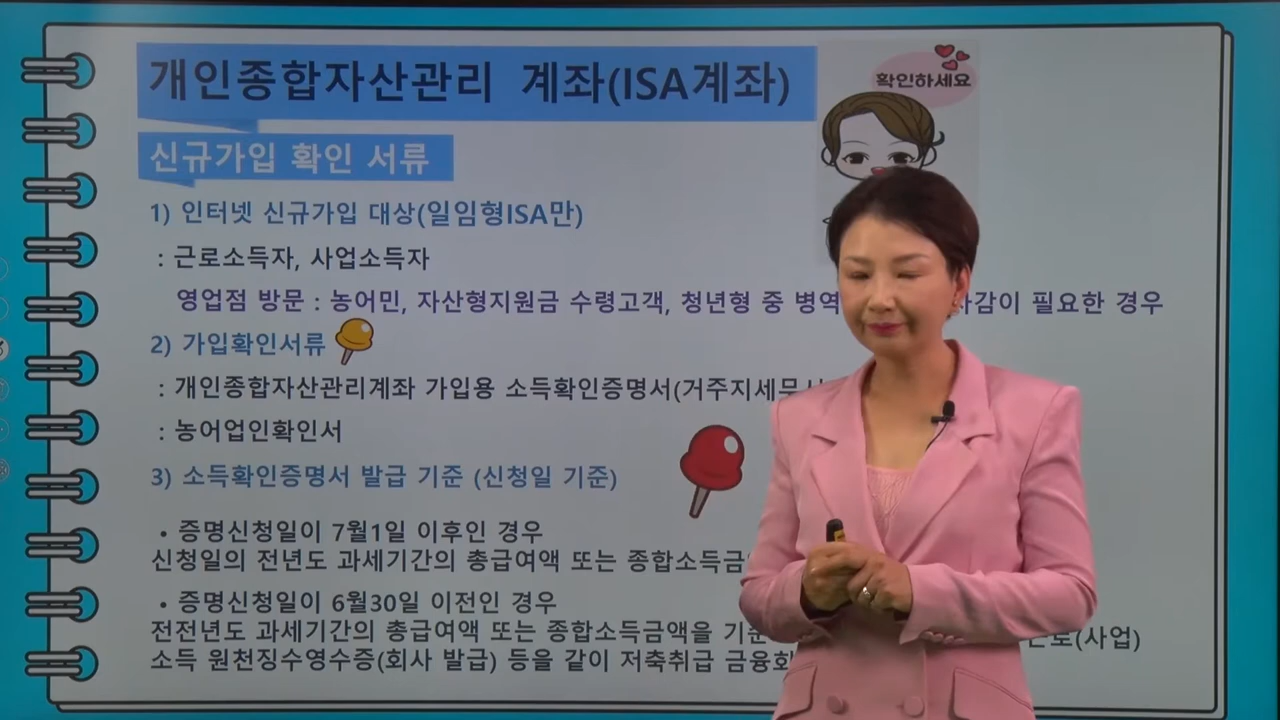 개인종합자산관리 계좌(ISA계좌)
확인하세요
신규가입 확인 서류
1) 인터넷 신규가입 대상(일임형ISA만)
: 근로소득자, 사업소득자
영업점 방문 : 농어민, 자산형지원금 수령고객, 청년형 중 병역 이 필요한 경우
2) 가입확인서류
: 개인종합자산관리계좌 가입용 소득확인증명서(거주지세무서
: 농어업인확인서
3) 소득확인증명서 발급 기준 (신청일 기준)
• 증명신청일이 7월1일 이후인 경우
신청일의 전년도 과세기간의 총급여액 또는 종합소득금
• 증명신청일이 6월30일 이전인 경우
전전년도 과세기간의 총급여액 또는 종합소득금액을 기준 근로(사업)
소득 원천징수영수증(회사 발급) 등을 같이 저축취급 금융회